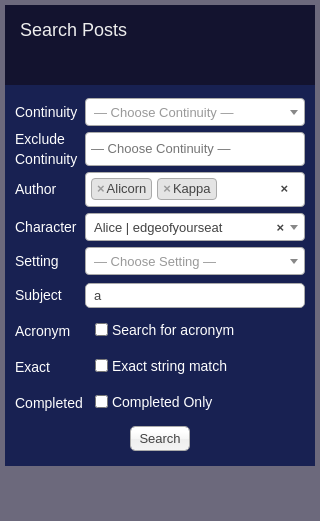 Search Posts
Continuity — Choose Continuity —
Exclude Continuity — Choose Continuity —
Author × Alicorn × Kappa ×
Character Alice | edgeofyourseat ×
Setting — Choose Setting —
Subject a
Acronym Search for acronym
Exact Exact string match
Completed Completed Only
Search